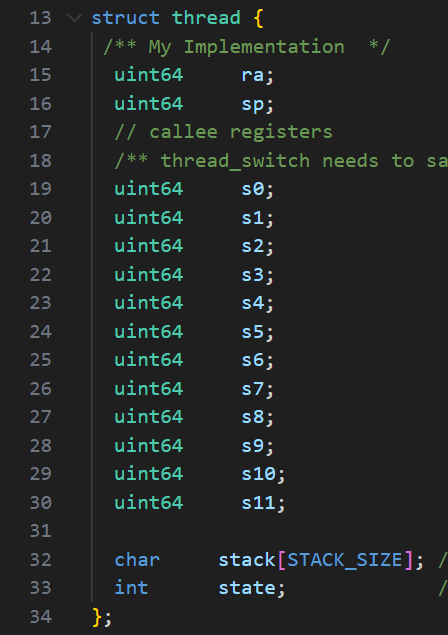 13 struct thread {
14 /** My Implementation */
15 uint64 ra;
16 uint64 sp;
17 // callee registers
18 /** thread_switch needs to sa
19 uint64 s0;
20 uint64 s1;
21 uint64 s2;
22 uint64 s3;
23 uint64 s4;
24 uint64 s5;
25 uint64 s6;
26 uint64 s7;
27 uint64 s8;
28 uint64 s9;
29 uint64 s10;
30 uint64 s11;
31
32 char stack[STACK_SIZE]; /
33 int state; /
34 };